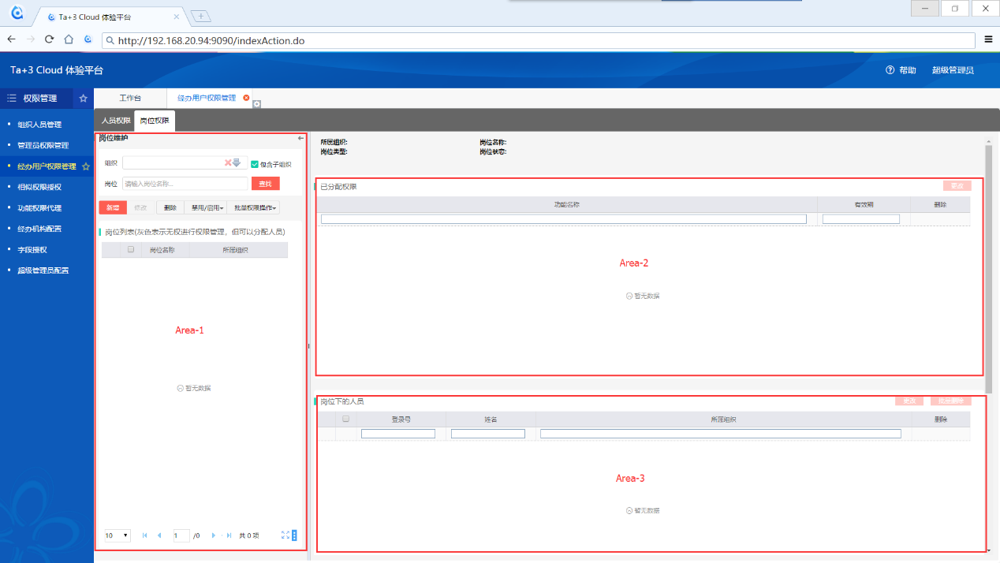 Ta+3 Cloud 体验平台
http://192.168.20.94:9090/indexAction.do
Ta+3 Cloud 体验平台
帮助 超级管理员
权限管理
工作台 经办用户权限管理
组织人员管理
管理员权限管理
经办用户权限管理
相似权限授权
功能权限代理
经办机构配置
字段授权
超级管理员配置
人员权限 岗位权限
岗位维护
组织 包含子组织
岗位 请输入岗位名称... 查找
新增 修改 删除 禁用/启用 批量权限操作
岗位列表(灰色表示无权进行权限管理，但可以分配人员)
岗位名称 所属组织
Area-1
暂无数据
10 1 /0 共 0 项
所属组织: 岗位名称:
岗位类型: 岗位状态:
已分配权限 更改
功能名称 有效期 删除
Area-2
暂无数据
岗位下的人员 更改 批量删除
登录号 姓名 所属组织 删除
Area-3
暂无数据